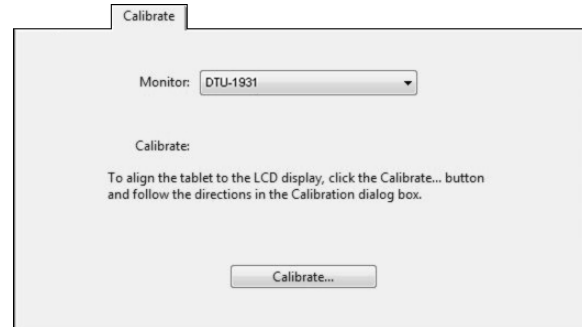 Calibrate
Monitor: DTU-1931
Calibrate:
To align the tablet to the LCD display, click the Calibrate... button
and follow the directions in the Calibration dialog box.
Calibrate...